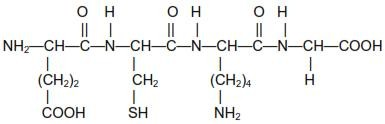 O H O H O H
NH₂–CH–C–N–CH–C–N–CH–C–N–CH–COOH
(CH₂)₂ CH₂ (CH₂)₄ H
COOH SH NH₂